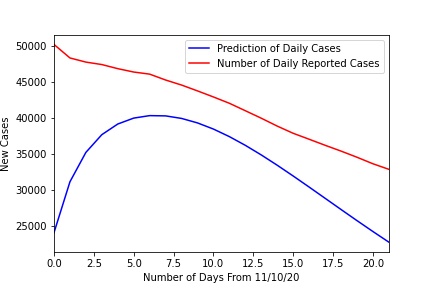 Prediction of Daily Cases
Number of Daily Reported Cases
50000
45000
40000
35000
30000
25000
New Cases
0.0 2.5 5.0 7.5 10.0 12.5 15.0 17.5 20.0
Number of Days From 11/10/20